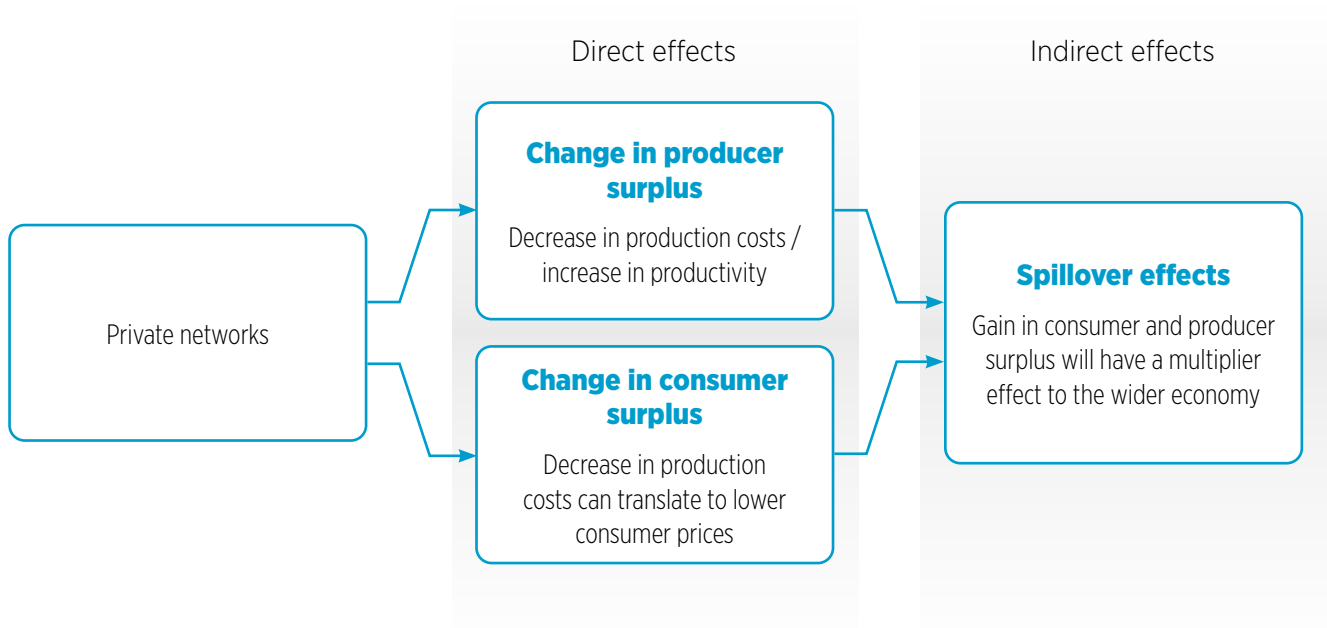 Direct effects
Indirect effects
Private networks
Change in producer
surplus
Decrease in production costs /
increase in productivity
Change in consumer
surplus
Decrease in production
costs can translate to lower
consumer prices
Spillover effects
Gain in consumer and producer
surplus will have a multiplier
effect to the wider economy